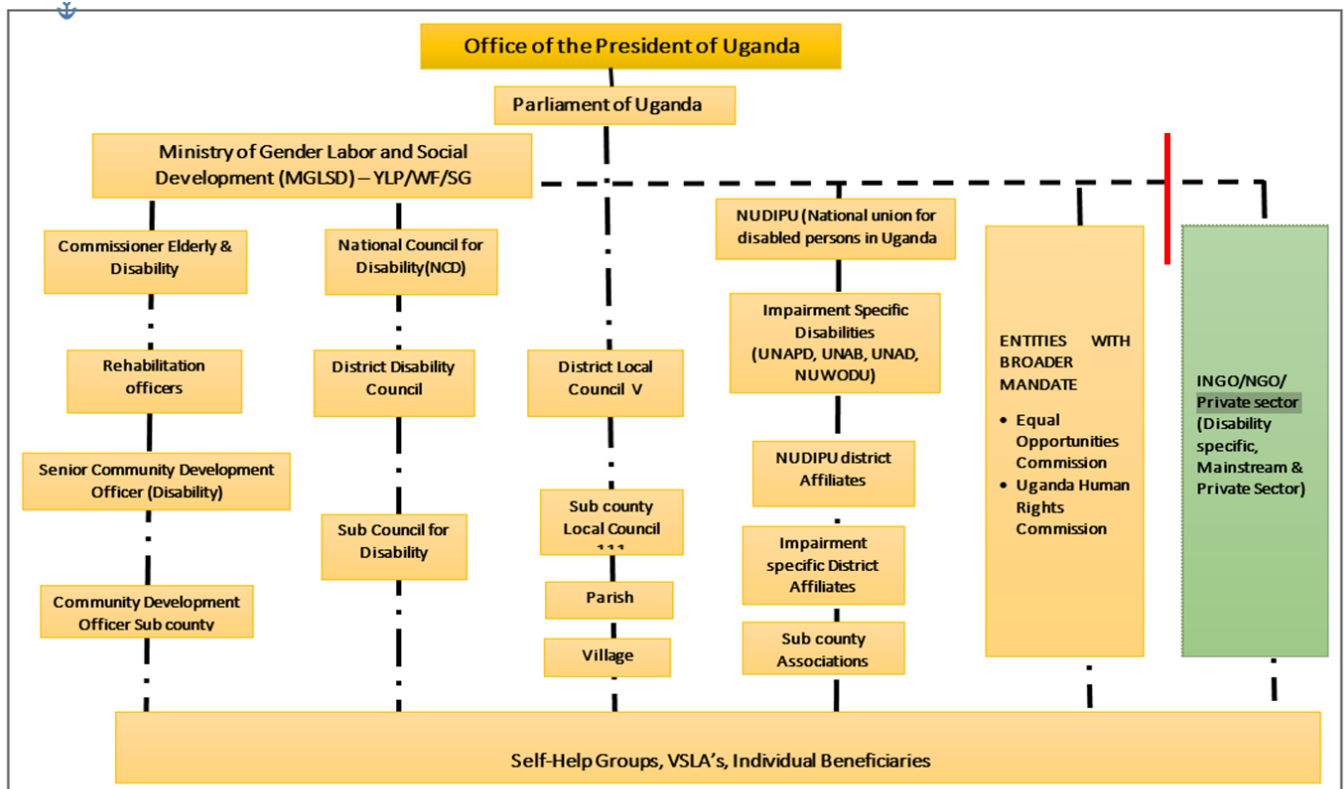 Office of the President of Uganda
Parliament of Uganda
Ministry of Gender Labor and Social
Development (MGLSD) – YLP/WF/SG
Commissioner Elderly &
Disability
Rehabilitation
officers
Senior Community Development
Officer (Disability)
Community Development
Officer Sub county
National Council for
Disability(NCD)
District Disability
Council
Sub Council for
Disability
District Local
Council V
Sub county
Local Council
111
Parish
Village
NUDIPU (National union for
disabled persons in Uganda
Impairment Specific
Disabilities
(UNAPD, UNAB, UNAD,
NUWODU)
NUDIPU district
Affiliates
Impairment
specific District
Affiliates
Sub county
Associations
ENTITIES WITH
BROADER
MANDATE
• Equal
Opportunities
Commission
• Uganda Human
Rights
Commission
INGO/NGO/
Private sector
(Disability
specific,
Mainstream &
Private Sector)
Self-Help Groups, VSLA's, Individual Beneficiaries